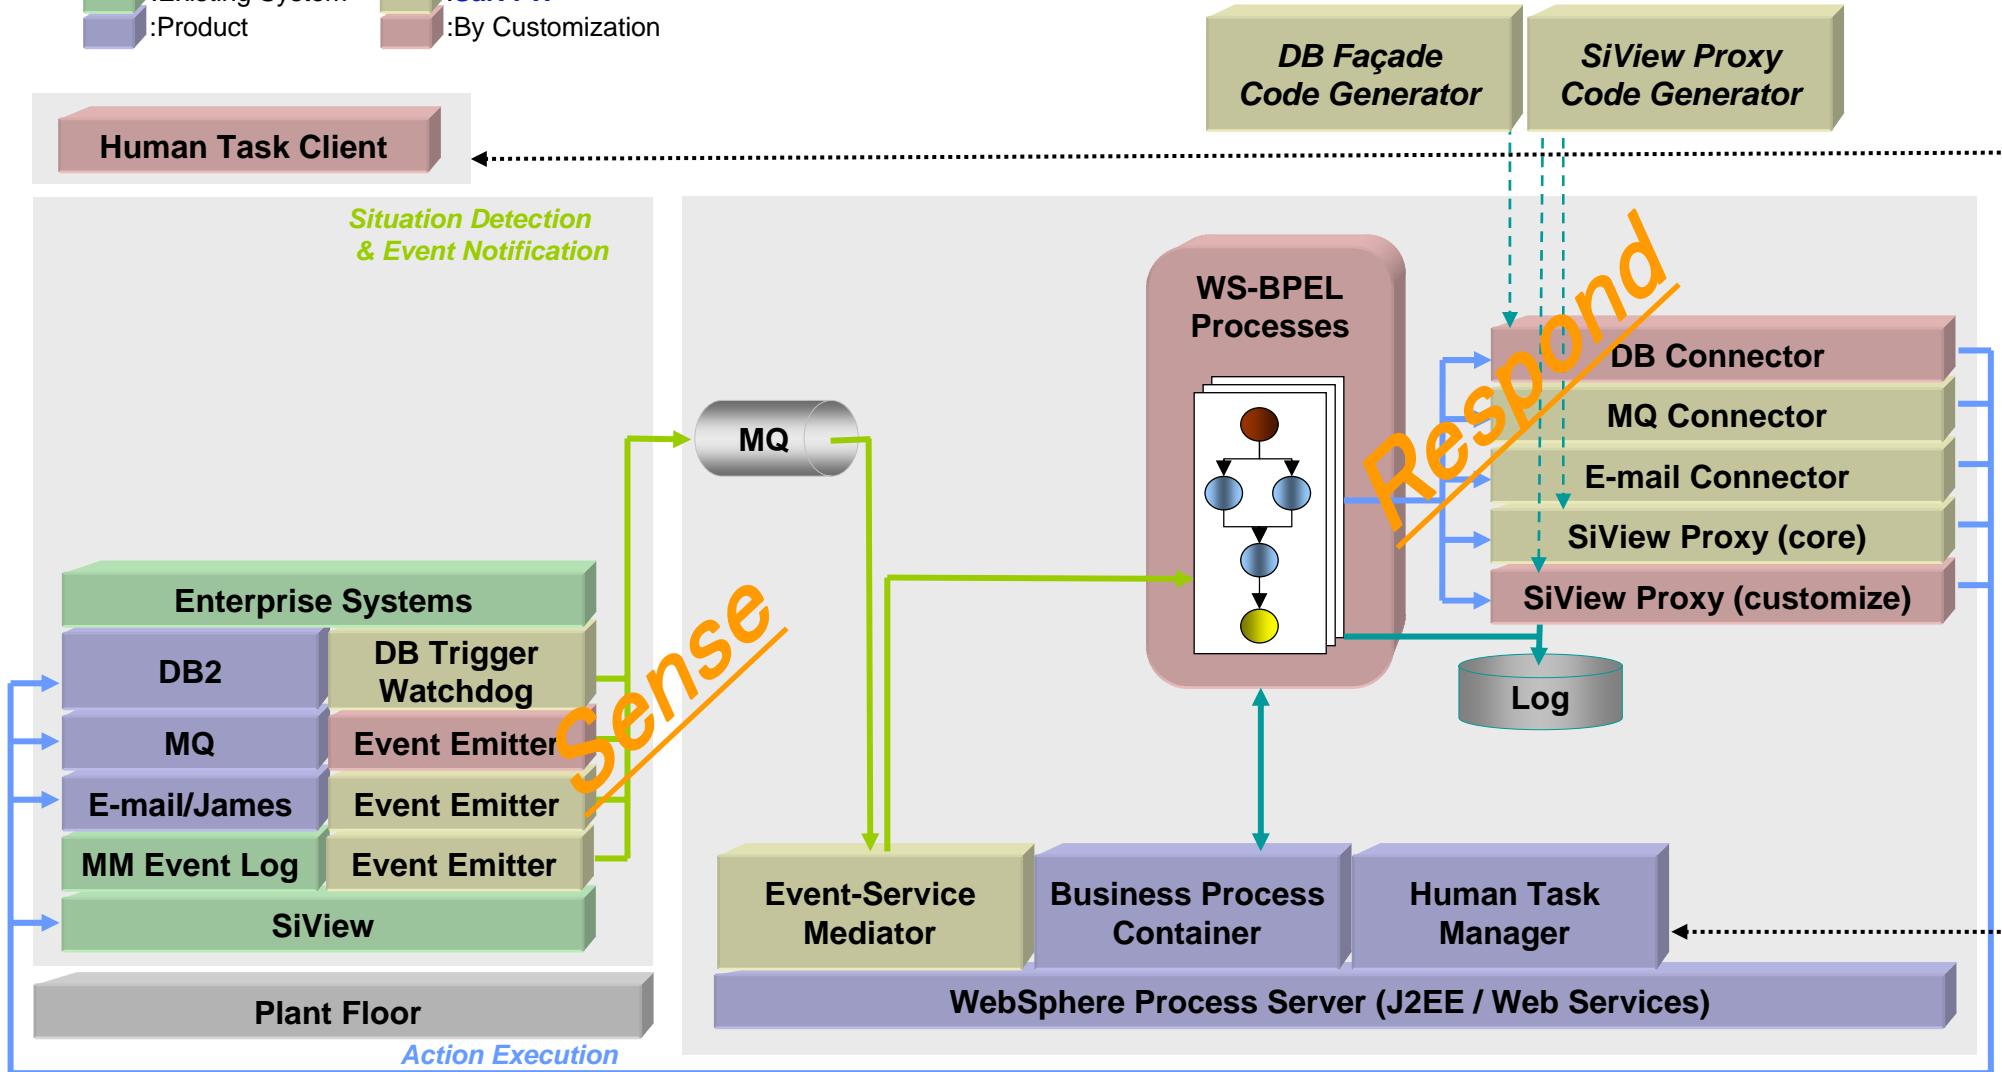 :Product
:By Customization
DB Façade
Code Generator
SiView Proxy
Code Generator
Human Task Client
Situation Detection
& Event Notification
WS-BPEL
Processes
Respond
DB Connector
MQ Connector
E-mail Connector
SiView Proxy (core)
SiView Proxy (customize)
MQ
Log
Sense
Enterprise Systems
DB2
DB Trigger
Watchdog
MQ
Event Emitter
E-mail/James
Event Emitter
MM Event Log
Event Emitter
SiView
Plant Floor
Event-Service
Mediator
Business Process
Container
Human Task
Manager
WebSphere Process Server (J2EE / Web Services)
Action Execution